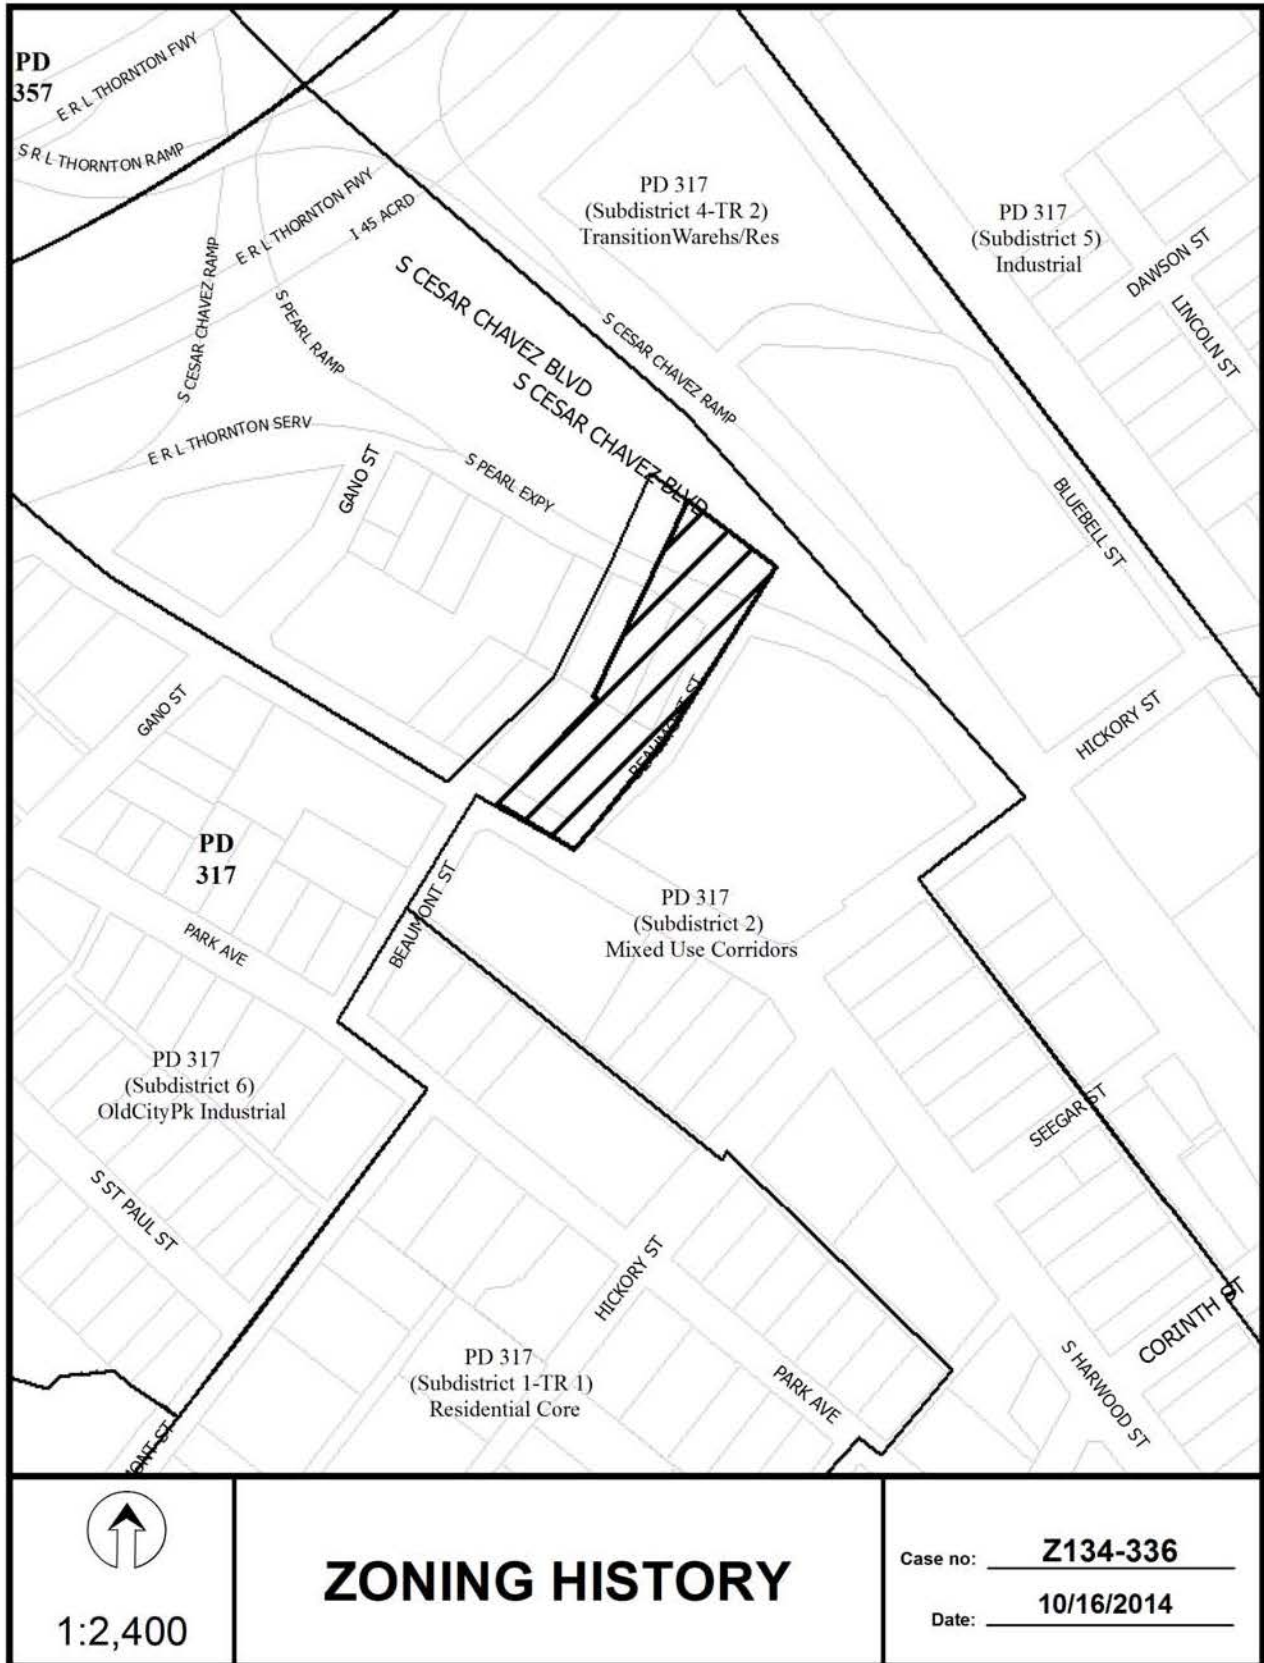 PD
357
E R L THORNTON FWY
S R L THORNTON RAMP
E R L THORNTON FWY
I 45 ACRD
S CESAR CHAVEZ RAMP
S PEARL RAMP
E R L THORNTON SERV
GANO ST
S PEARL EXPY
S CESAR CHAVEZ BLVD
S CESAR CHAVEZ BLVD
S CESAR CHAVEZ RAMP
PD 317
(Subdistrict 4-TR 2)
TransitionWarehs/Res
PD 317
(Subdistrict 5)
Industrial
DAWSON ST
LINCOLN ST
BLUEBELL ST
HICKORY ST
GANO ST
BEAUMONT ST
PD
317
PARK AVE
BEAUMONT ST
PD 317
(Subdistrict 2)
Mixed Use Corridors
PD 317
(Subdistrict 6)
OldCityPk Industrial
S ST PAUL ST
SEEGAR ST
HICKORY ST
CORINTH ST
S HARWOOD ST
PD 317
(Subdistrict 1-TR 1)
Residential Core
PARK AVE
MONT ST
1:2,400
ZONING HISTORY
Case no: Z134-336
Date: 10/16/2014